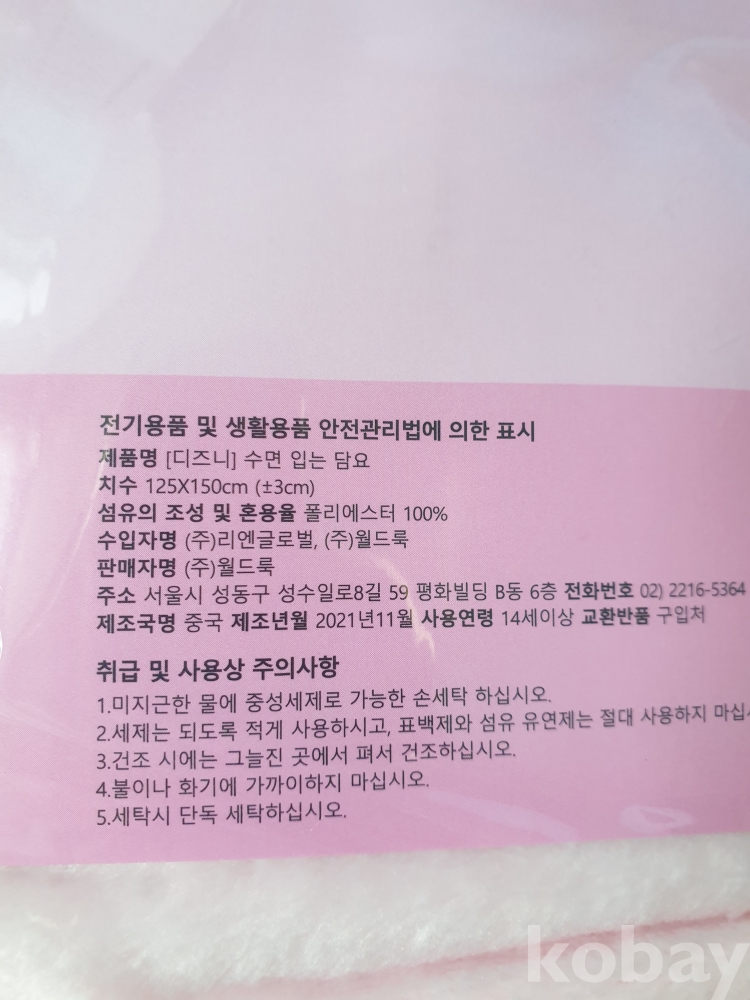 전기용품 및 생활용품 안전관리법에 의한 표시
제품명 [디즈니] 수면 입는 담요
치수 125X150cm (±3cm)
섬유의 조성 및 혼용율 폴리에스터 100%
수입자명 (주)리엔글로벌, (주)월드룩
판매자명 (주)월드룩
주소 서울시 성동구 성수일로8길 59 평화빌딩 B동 6층 전화번호 02) 2216-5364
제조국명 중국 제조년월 2021년11월 사용연령 14세이상 교환반품 구입처
취급 및 사용상 주의사항
1.미지근한 물에 중성세제로 가능한 손세탁 하십시오.
2.세제는 되도록 적게 사용하시고, 표백제와 섬유 유연제는 절대 사용하지 마십
3.건조 시에는 그늘진 곳에서 펴서 건조하십시오.
4.불이나 화기에 가까이하지 마십시오.
5.세탁시 단독 세탁하십시오.
kobay